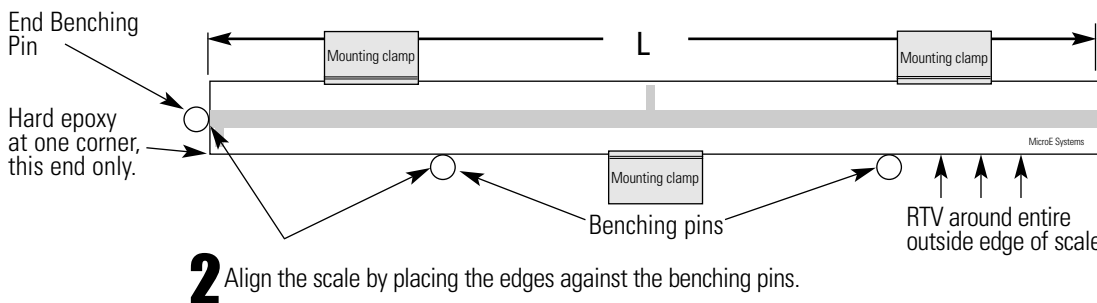 End Benching
Pin
L
Mounting clamp
Mounting clamp
Hard epoxy
at one corner,
this end only.
MicroE Systems
Mounting clamp
Benching pins
RTV around entire
outside edge of scale
2 Align the scale by placing the edges against the benching pins.